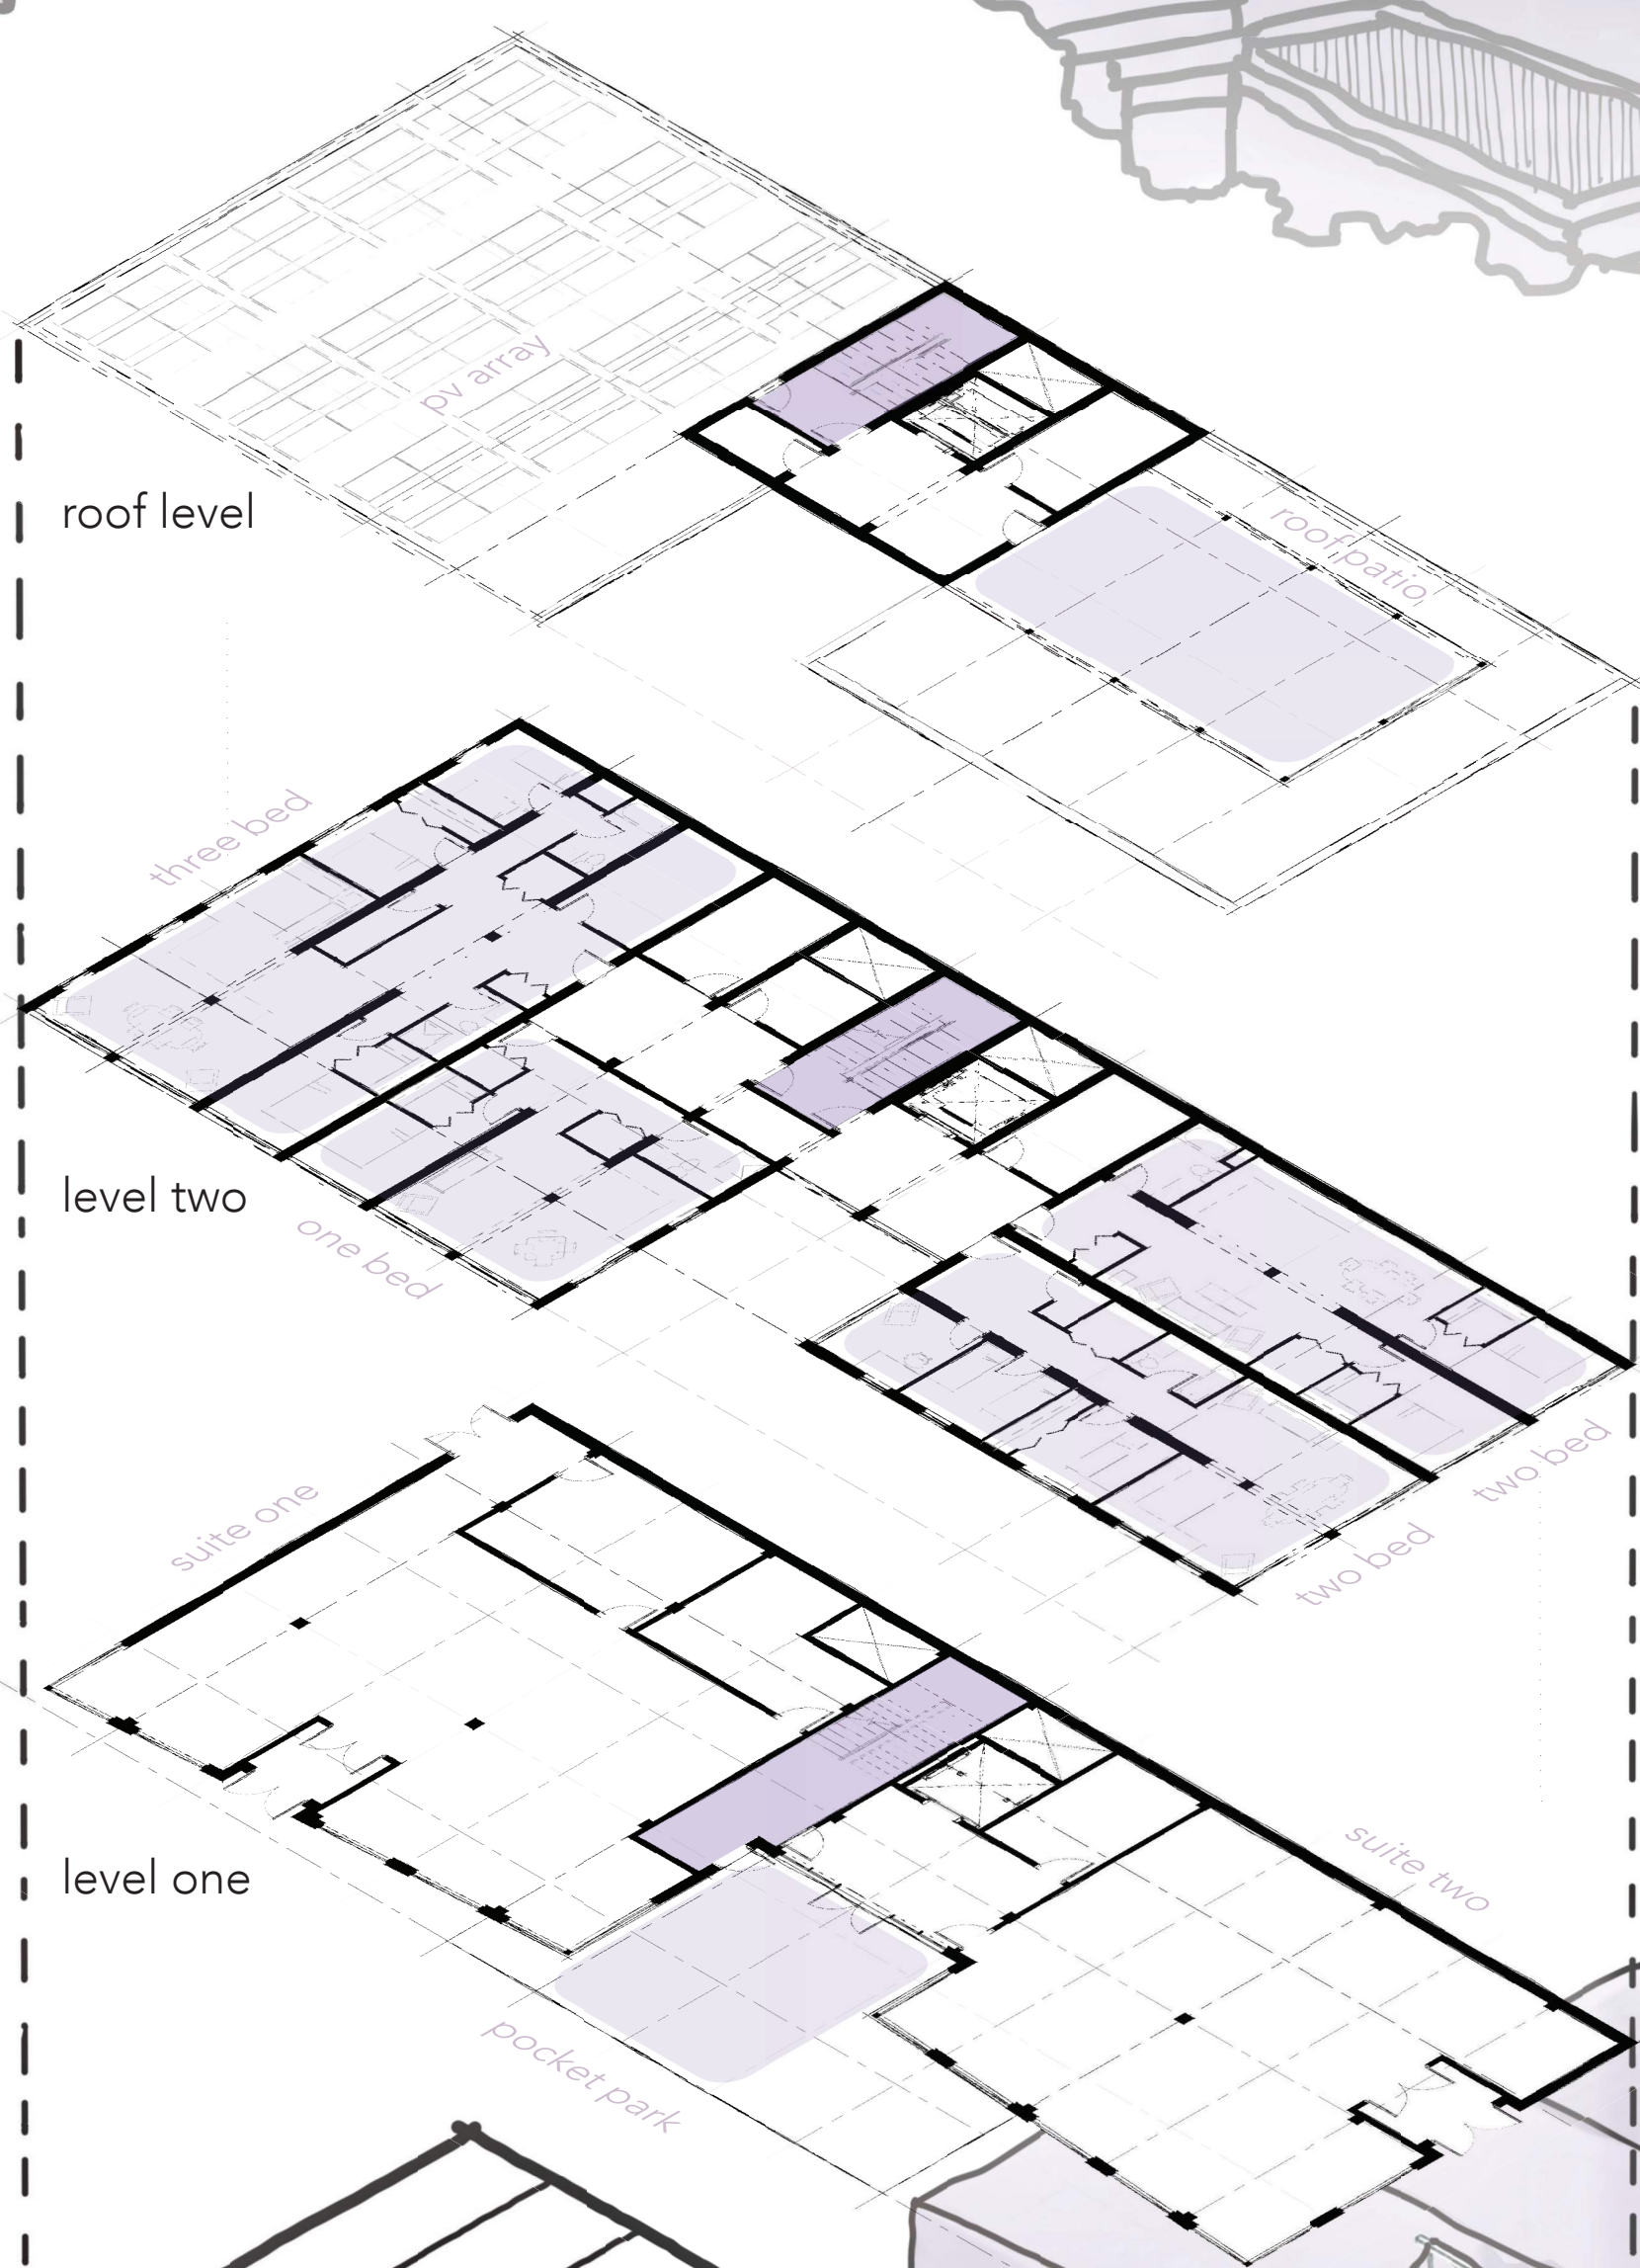 pv array
roof level
roof patio
three bed
level two
one bed
two bed
two bed
suite one
level one
suite two
pocket park